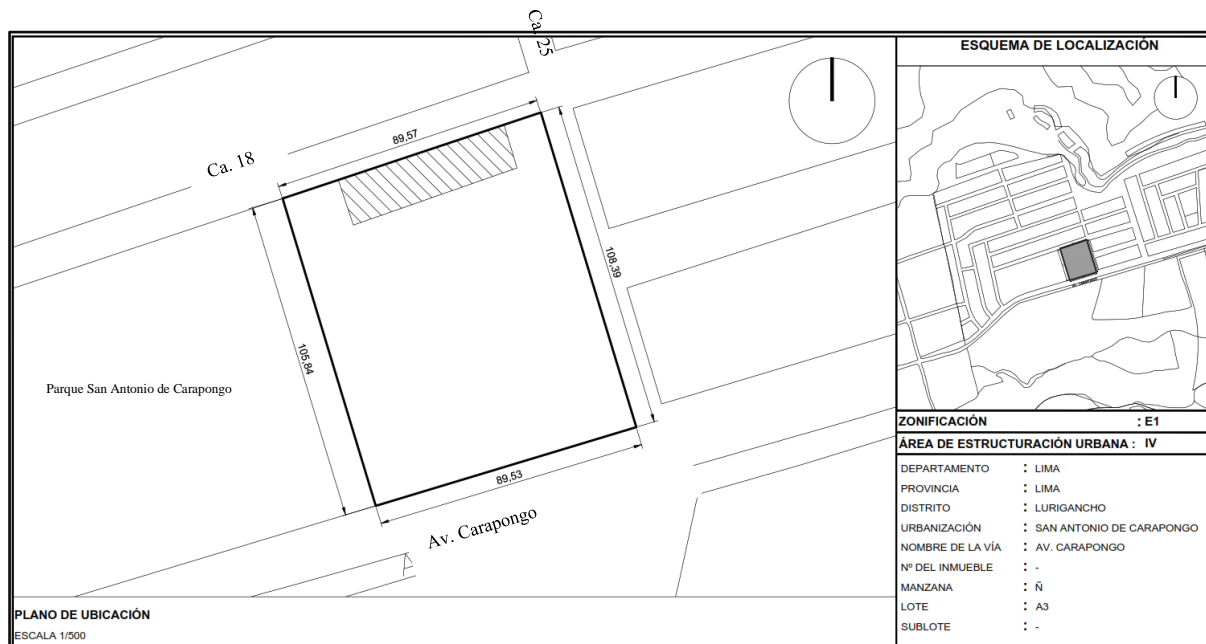 Ca. 25
89,57
Ca. 18
108,39
105,84
Parque San Antonio de Carapongo
89,53
Av. Carapongo
PLANO DE UBICACIÓN
ESCALA 1/500
ESQUEMA DE LOCALIZACIÓN
ZONIFICACIÓN : E1
ÁREA DE ESTRUCTURACIÓN URBANA : IV
DEPARTAMENTO : LIMA
PROVINCIA : LIMA
DISTRITO : LURIGANCHO
URBANIZACIÓN : SAN ANTONIO DE CARAPONGO
NOMBRE DE LA VÍA : AV. CARAPONGO
Nº DEL INMUEBLE : -
MANZANA : Ñ
LOTE : A3
SUBLOTE : -